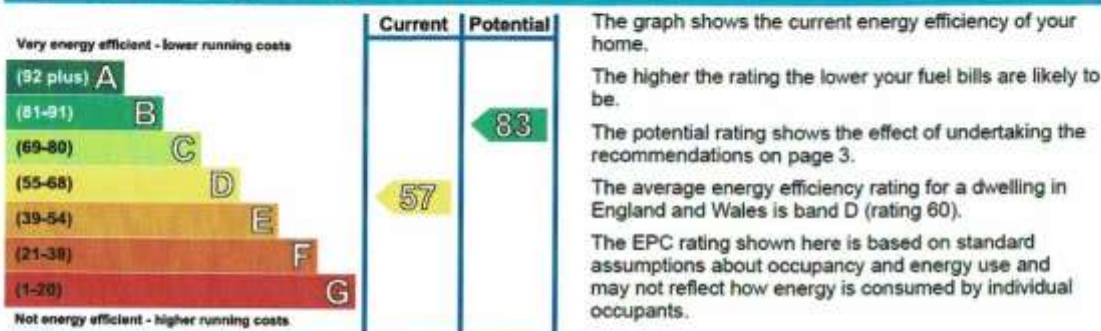 Current Potential
Very energy efficient - lower running costs
(92 plus) A
(81-91) B
(69-80) C
(55-68) D
(39-54) E
(21-38) F
(1-20) G
Not energy efficient - higher running costs
83
57
The graph shows the current energy efficiency of your
home.
The higher the rating the lower your fuel bills are likely to
be.
The potential rating shows the effect of undertaking the
recommendations on page 3.
The average energy efficiency rating for a dwelling in
England and Wales is band D (rating 60).
The EPC rating shown here is based on standard
assumptions about occupancy and energy use and
may not reflect how energy is consumed by individual
occupants.